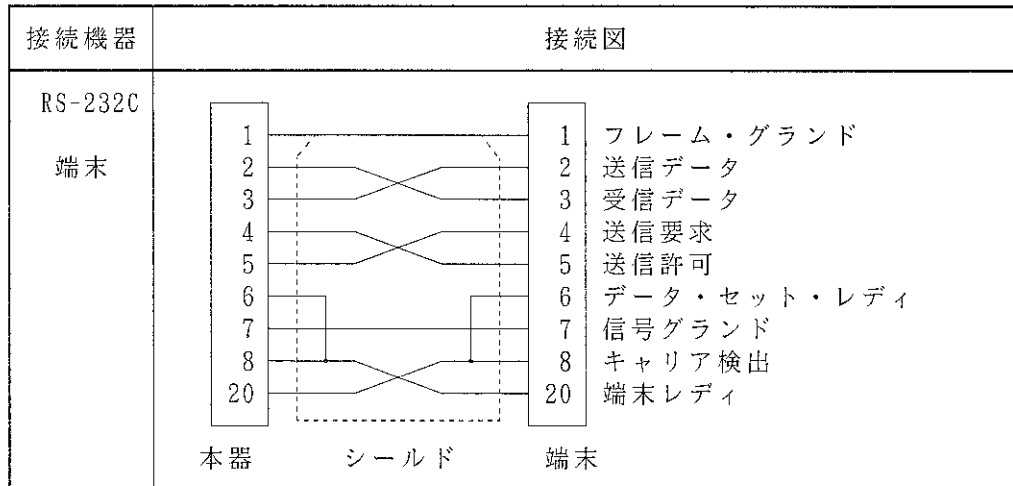 接続機器 接続図
RS-232C
端末
1 1 フレーム・グランド
2 2 送信データ
3 3 受信データ
4 4 送信要求
5 5 送信許可
6 6 データ・セット・レディ
7 7 信号グランド
8 8 キャリア検出
20 20 端末レディ
本器 シールド 端末